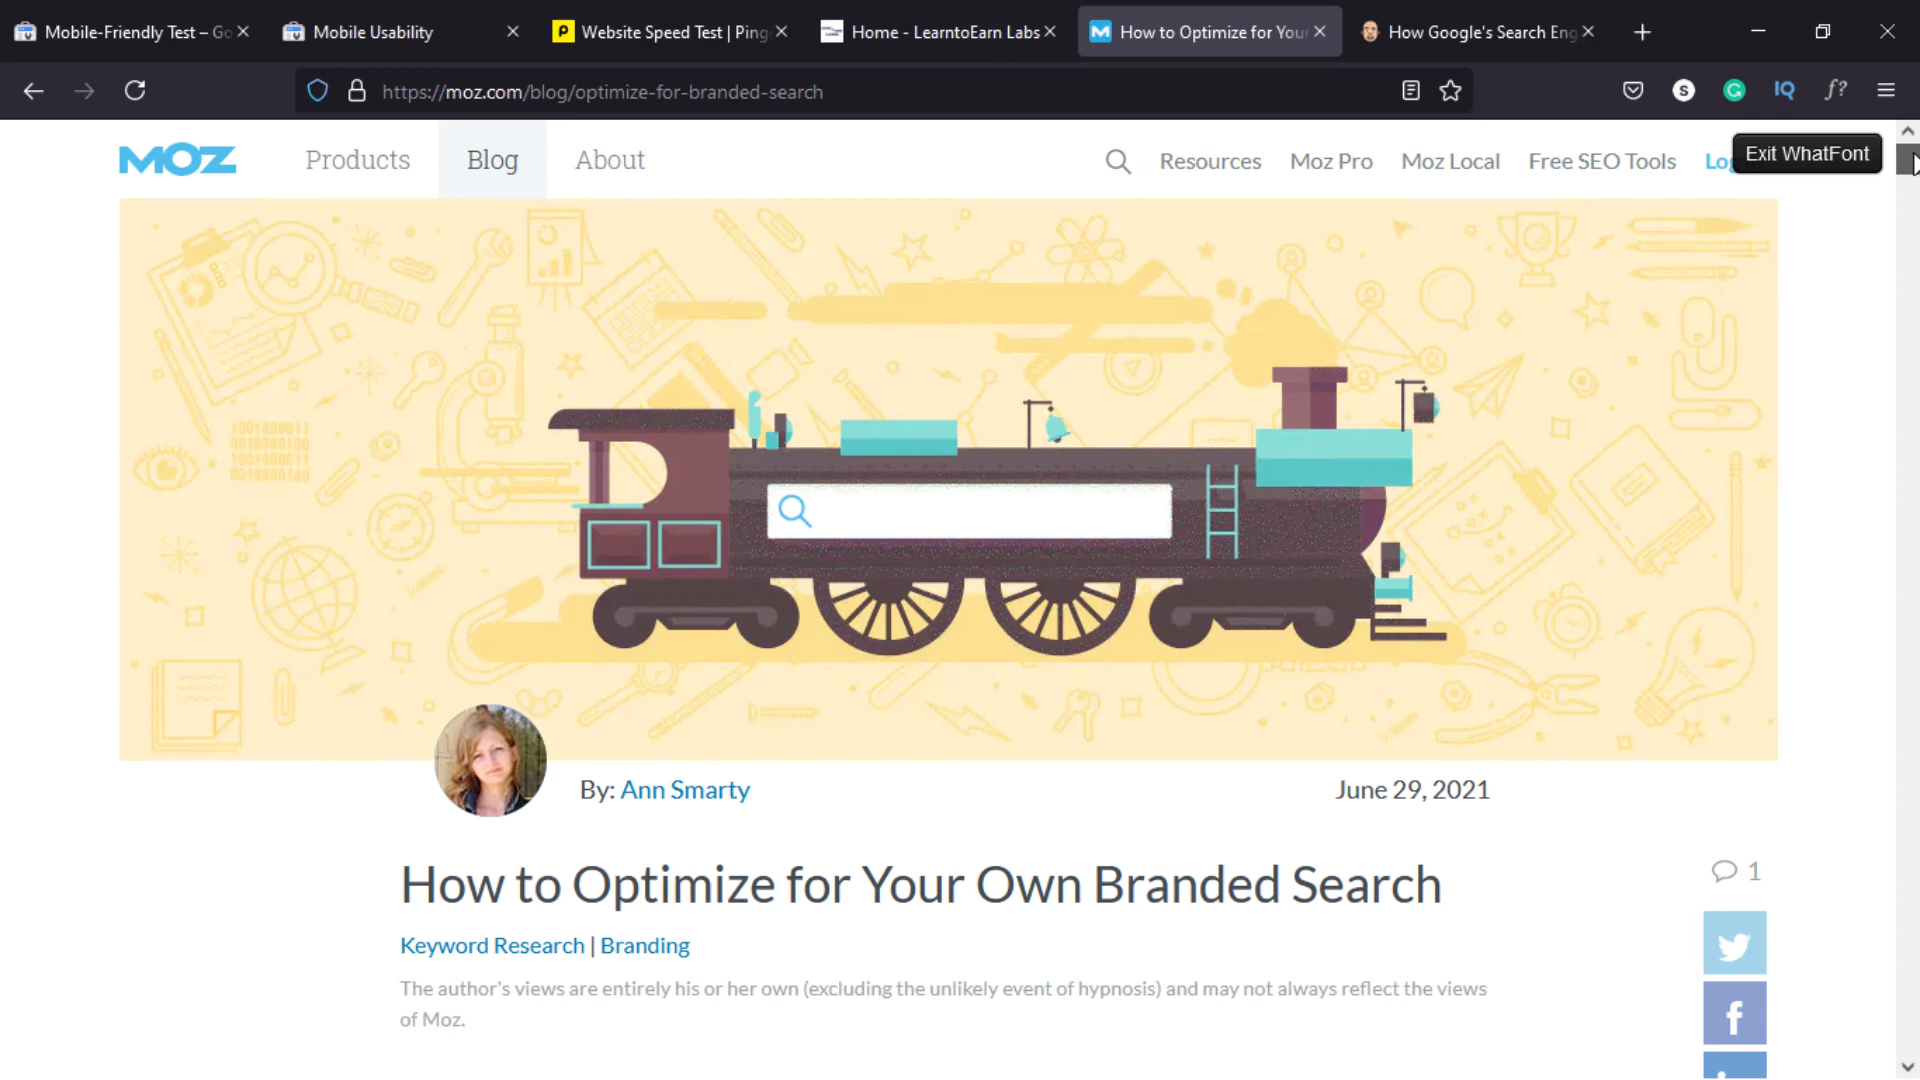 Mobile-Friendly Test – Go
Mobile Usability
Website Speed Test | Ping
Home - LearntoEarn Labs
How to Optimize for Your
How Google's Search Eng
https://moz.com/blog/optimize-for-branded-search
MOZ
Products
Blog
About
Resources
Moz Pro
Moz Local
Free SEO Tools
Log
Exit WhatFont
By: Ann Smarty
June 29, 2021
How to Optimize for Your Own Branded Search
1
Keyword Research | Branding
The author's views are entirely his or her own (excluding the unlikely event of hypnosis) and may not always reflect the views
of Moz.